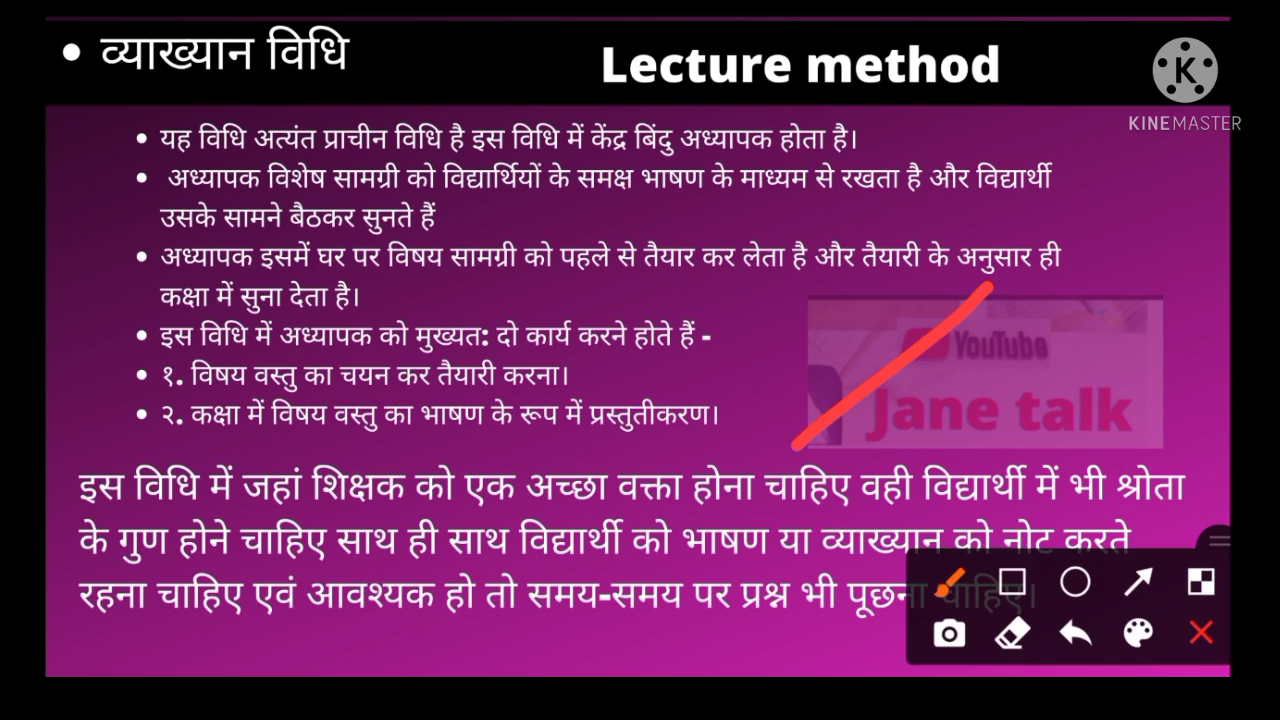 • व्याख्यान विधि
Lecture method
K
KINEMASTER
• यह विधि अत्यंत प्राचीन विधि है इस विधि में केंद्र बिंदु अध्यापक होता है।
• अध्यापक विशेष सामग्री को विद्यार्थियों के समक्ष भाषण के माध्यम से रखता है और विद्यार्थी
उसके सामने बैठकर सुनते हैं
• अध्यापक इसमें घर पर विषय सामग्री को पहले से तैयार कर लेता है और तैयारी के अनुसार ही
कक्षा में सुना देता है।
• इस विधि में अध्यापक को मुख्यत: दो कार्य करने होते हैं -
• १. विषय वस्तु का चयन कर तैयारी करना।
• २. कक्षा में विषय वस्तु का भाषण के रूप में प्रस्तुतीकरण।
YouTube
Jane talk
इस विधि में जहां शिक्षक को एक अच्छा वक्ता होना चाहिए वही विद्यार्थी में भी श्रोता
के गुण होने चाहिए साथ ही साथ विद्यार्थी को भाषण या व्याख्यान को नोट करते
रहना चाहिए एवं आवश्यक हो तो समय-समय पर प्रश्न भी पूछना चाहिए।